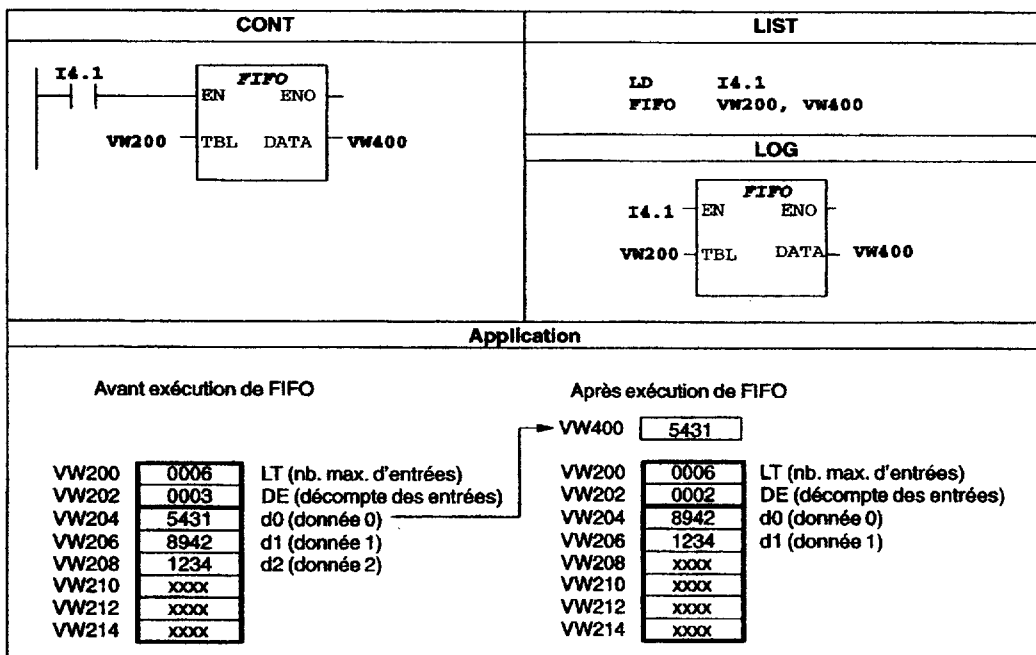 CONT
I4.1
FIFO
EN ENO
VW200 TBL DATA VW400
LIST
LD I4.1
FIFO VW200, VW400
LOG
FIFO
I4.1 EN ENO
VW200 TBL DATA VW400
Application
Avant exécution de FIFO
VW200 0006 LT (nb. max. d'entrées)
VW202 0003 DE (décompte des entrées)
VW204 5431 d0 (donnée 0)
VW206 8942 d1 (donnée 1)
VW208 1234 d2 (donnée 2)
VW210 xxxx
VW212 xxxx
VW214 xxxx
Après exécution de FIFO
VW400 5431
VW200 0006 LT (nb. max. d'entrées)
VW202 0002 DE (décompte des entrées)
VW204 8942 d0 (donnée 0)
VW206 1234 d1 (donnée 1)
VW208 xxxx
VW210 xxxx
VW212 xxxx
VW214 xxxx